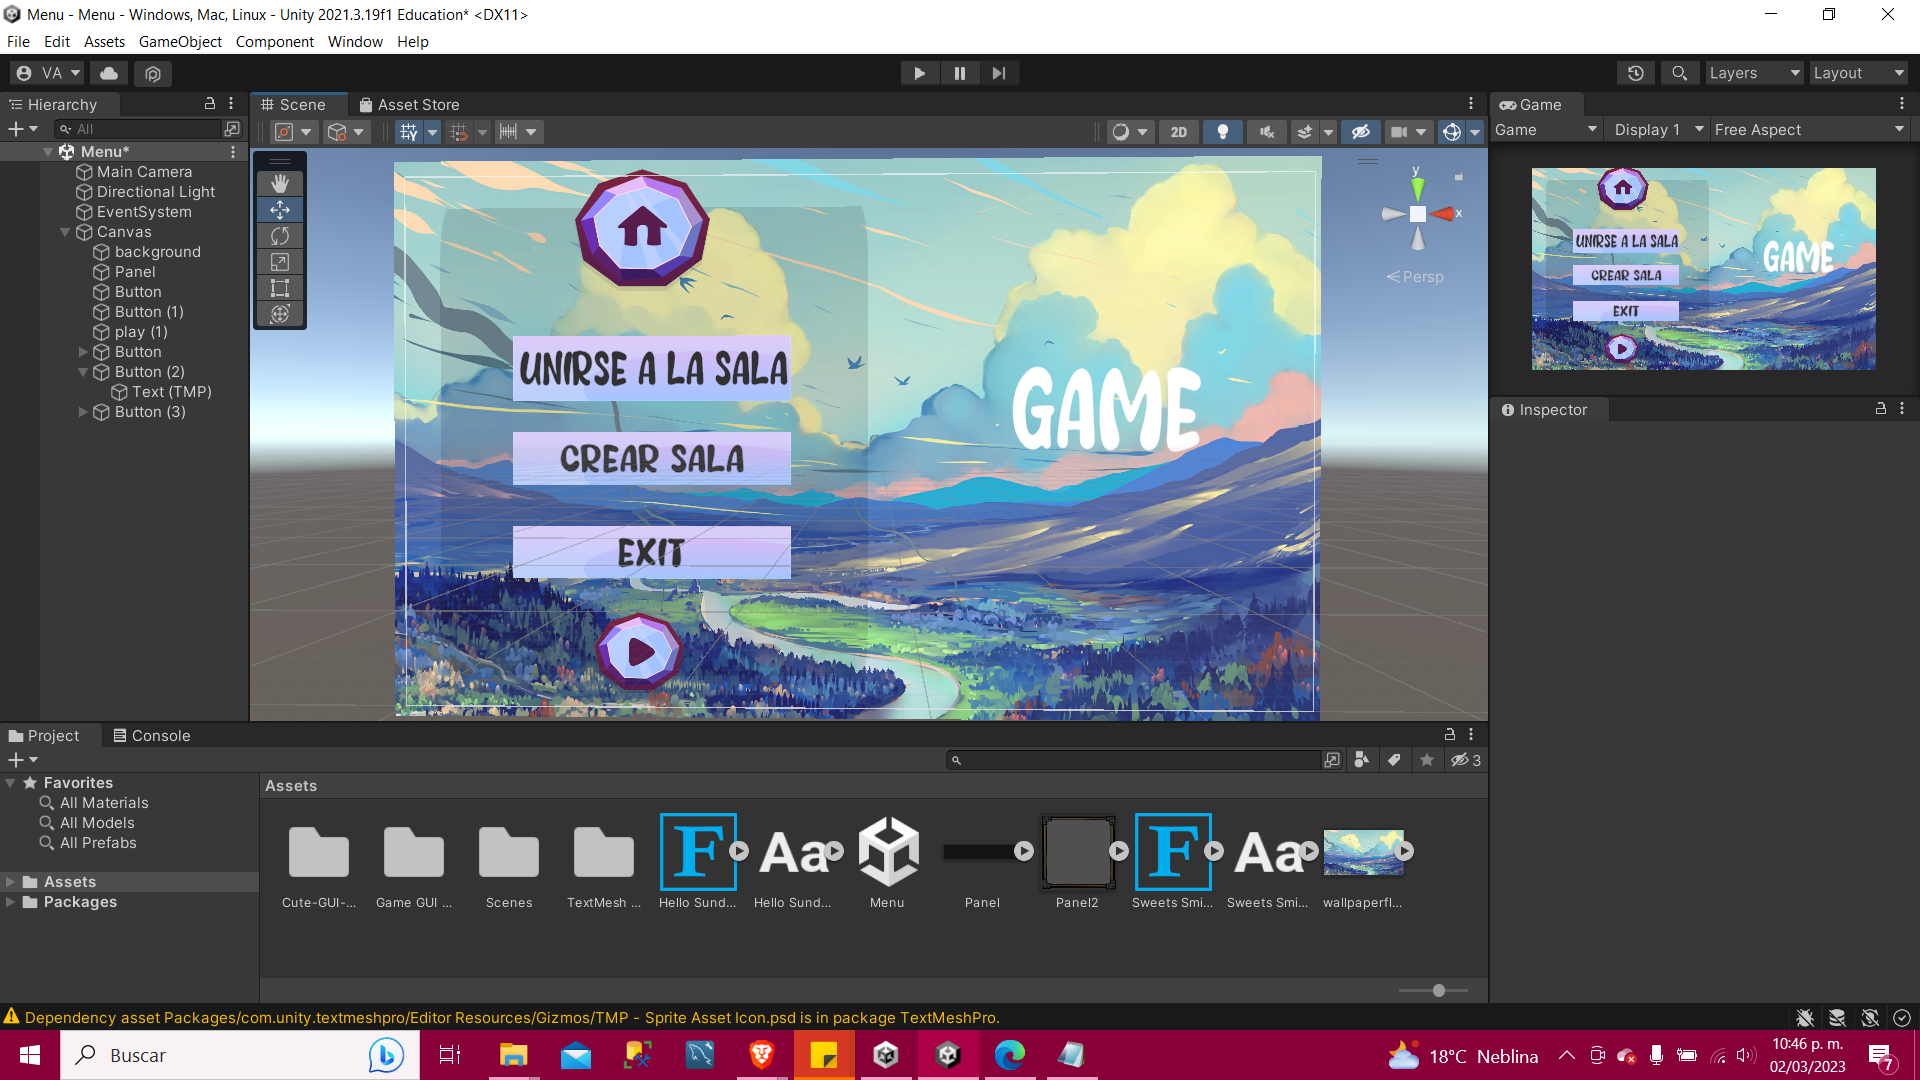 Menu - Menu - Windows, Mac, Linux - Unity 2021.3.19f1 Education* <DX11>
File Edit Assets GameObject Component Window Help
VA
Layers
Layout
Hierarchy
All
Menu*
Main Camera
Directional Light
EventSystem
Canvas
background
Panel
Button
Button (1)
play (1)
Button
Button (2)
Text (TMP)
Button (3)
Scene
Asset Store
2D
y
x
Persp
UNIRSE A LA SALA
CREAR SALA
EXIT
GAME
Game
Game
Display 1
Free Aspect
UNIRSE A LA SALA
CREAR SALA
EXIT
GAME
Inspector
Project
Console
3
Favorites
All Materials
All Models
All Prefabs
Assets
Packages
Assets
F
Aa
F
Aa
Cute-GUI-...
Game GUI ...
Scenes
TextMesh ...
Hello Sund...
Hello Sund...
Menu
Panel
Panel2
Sweets Smi...
Sweets Smi...
wallpaperfl...
Dependency asset Packages/com.unity.textmeshpro/Editor Resources/Gizmos/TMP - Sprite Asset Icon.psd is in package TextMeshPro.
Buscar
18°C Neblina
10:46 p. m.
02/03/2023
7